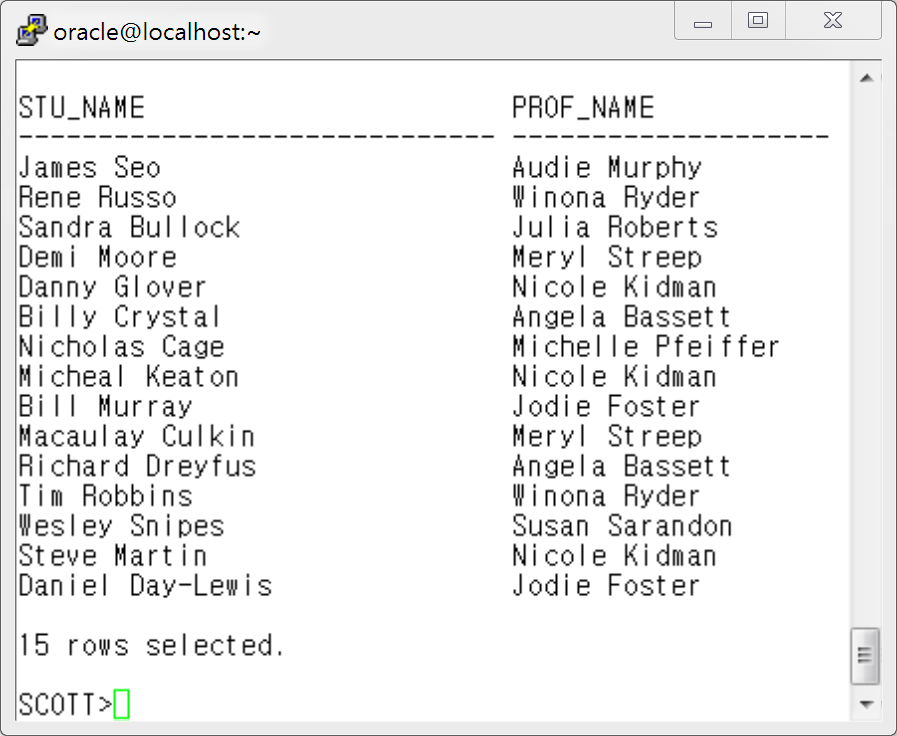 oracle@localhost:~
STU_NAME PROF_NAME
------------------------------ --------------------
James Seo Audie Murphy
Rene Russo Winona Ryder
Sandra Bullock Julia Roberts
Demi Moore Meryl Streep
Danny Glover Nicole Kidman
Billy Crystal Angela Bassett
Nicholas Cage Michelle Pfeiffer
Micheal Keaton Nicole Kidman
Bill Murray Jodie Foster
Macaulay Culkin Meryl Streep
Richard Dreyfus Angela Bassett
Tim Robbins Winona Ryder
Wesley Snipes Susan Sarandon
Steve Martin Nicole Kidman
Daniel Day-Lewis Jodie Foster
15 rows selected.
SCOTT>